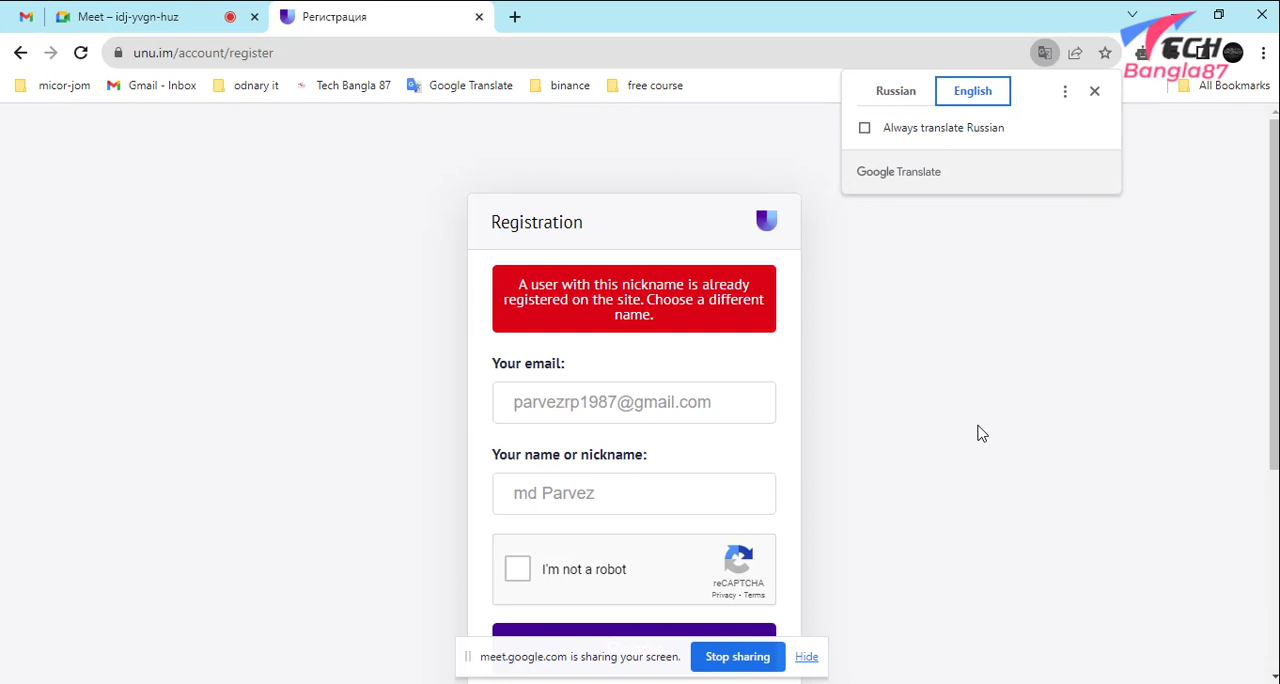 Meet – idj-yvgn-huz
Регистрация
unu.im/account/register
TECH
Bangla87
micor-jom
Gmail - Inbox
odnary it
Tech Bangla 87
Google Translate
binance
free course
All Bookmarks
Russian
English
Always translate Russian
Google Translate
Registration
A user with this nickname is already
registered on the site. Choose a different
name.
Your email:
parvezrp1987@gmail.com
Your name or nickname:
md Parvez
I'm not a robot
reCAPTCHA
Privacy - Terms
meet.google.com is sharing your screen.
Stop sharing
Hide